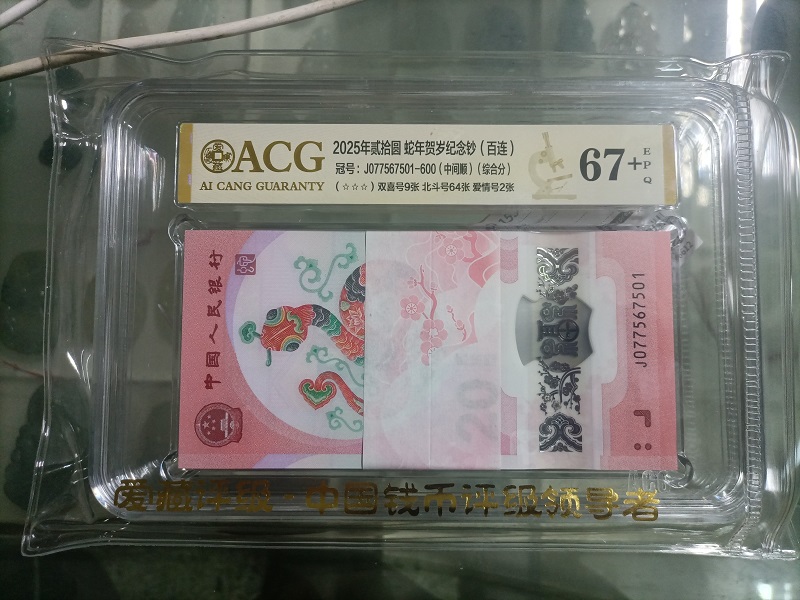 ACG
AI CANG GUARANTY
2025年贰拾圆 蛇年贺岁纪念钞（百连）
冠号：J077567501-600（中间顺）（综合分）
（☆☆☆）双喜号9张 北斗号64张 爱情号2张
67+
EPQ
中国人民银行
J077567501
爱藏评级·中国钱币评级领导者